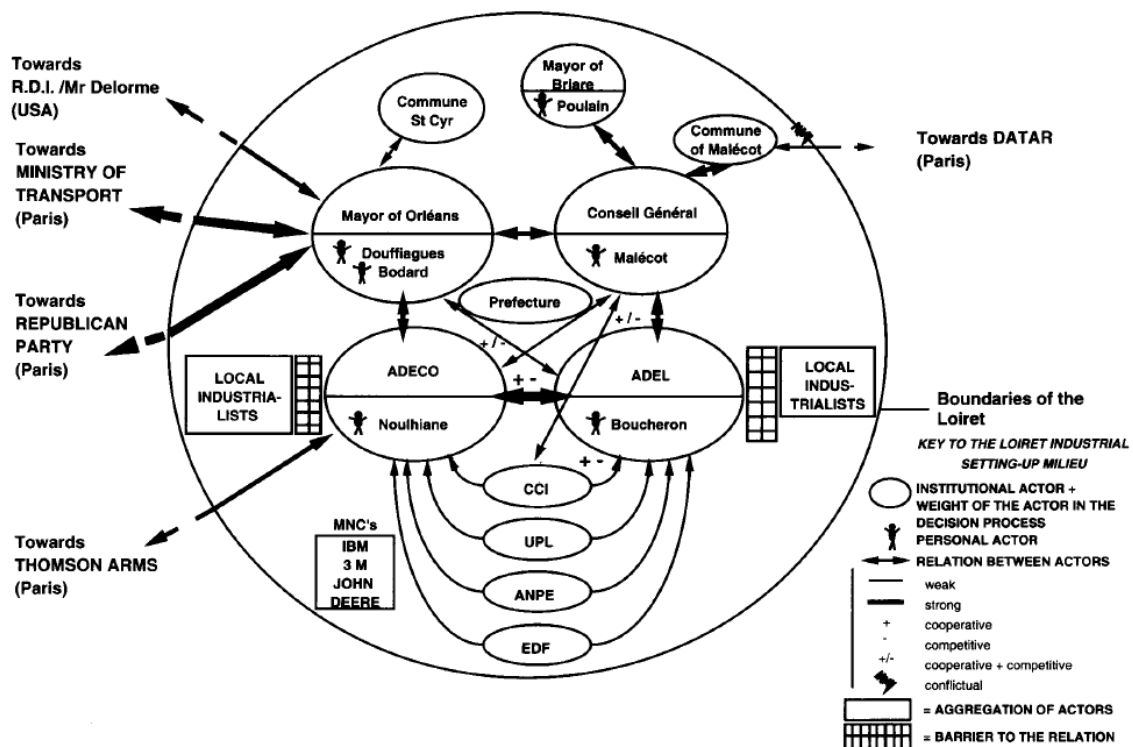 Towards
R.D.I. /Mr Delorme
(USA)
Towards
MINISTRY OF
TRANSPORT
(Paris)
Towards
REPUBLICAN
PARTY
(Paris)
Towards
THOMSON ARMS
(Paris)
Commune
St Cyr
Mayor of
Briare
Poulain
Commune
of Malécot
Towards DATAR
(Paris)
Mayor of Orléans
Douffiagues
Bodard
Conseil Général
Malécot
Prefecture
+ / -
+ / -
LOCAL
INDUSTRIA-
LISTS
ADECO
Noulhiane
+ -
ADEL
Boucheron
LOCAL
INDUS-
TRIALISTS
+ -
CCI
UPL
ANPE
EDF
MNC's
IBM
3 M
JOHN
DEERE
Boundaries of the
Loiret
KEY TO THE LOIRET INDUSTRIAL
SETTING-UP MILIEU
INSTITUTIONAL ACTOR +
WEIGHT OF THE ACTOR IN THE
DECISION PROCESS
PERSONAL ACTOR
RELATION BETWEEN ACTORS
weak
strong
+ cooperative
- competitive
+/- cooperative + competitive
conflictual
= AGGREGATION OF ACTORS
= BARRIER TO THE RELATION